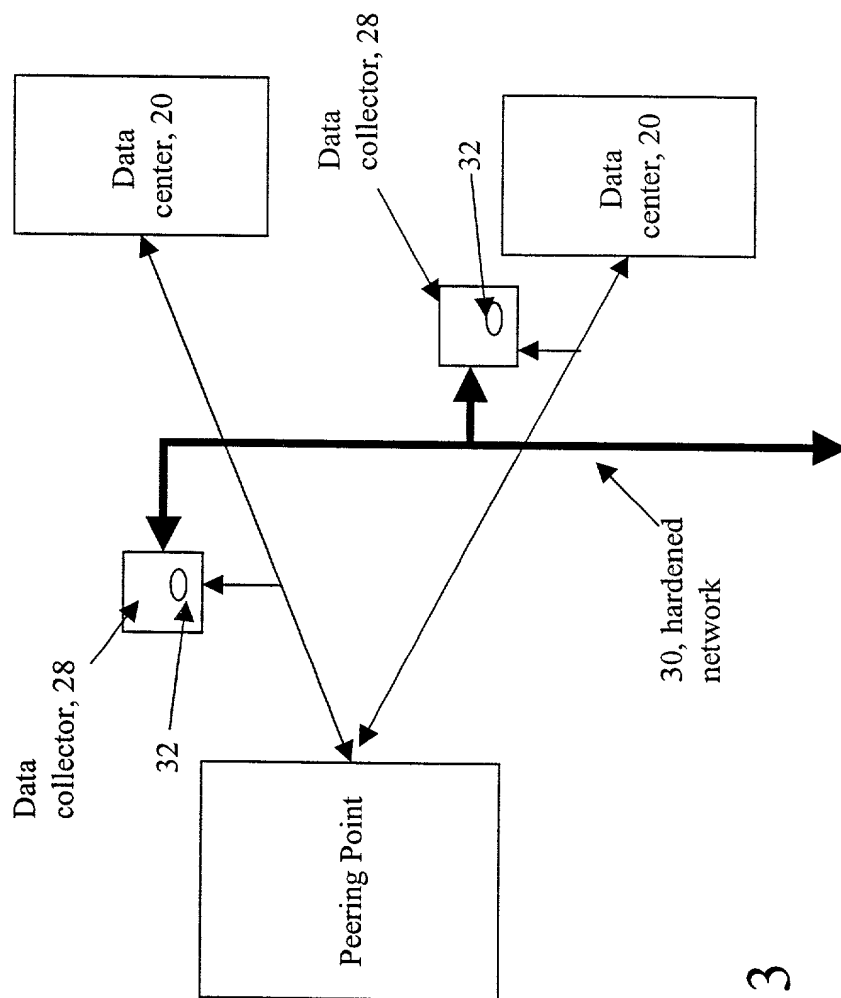 Data
center, 20
Data
collector, 28
32
Data
center, 20
Data
collector, 28
32
Peering Point
30, hardened
network
3